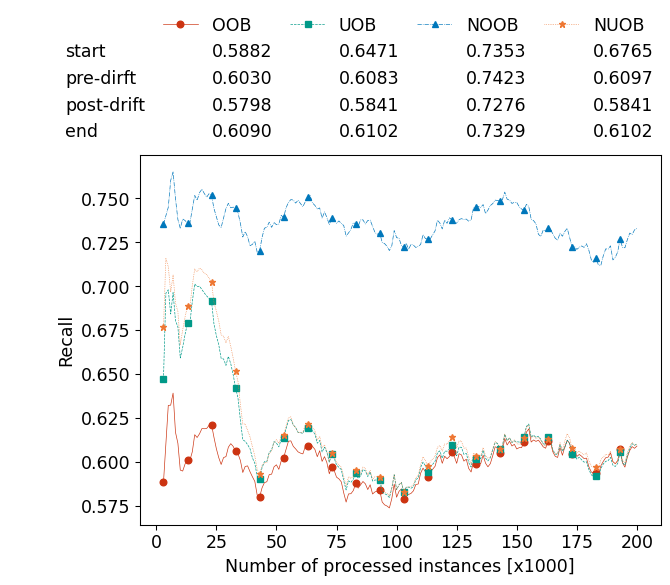 OOB UOB NOOB NUOB
start 0.5882 0.6471 0.7353 0.6765
pre-dirft 0.6030 0.6083 0.7423 0.6097
post-drift 0.5798 0.5841 0.7276 0.5841
end 0.6090 0.6102 0.7329 0.6102
0.750
0.725
0.700
0.675
0.650
0.625
0.600
0.575
Recall
0 25 50 75 100 125 150 175 200
Number of processed instances [x1000]